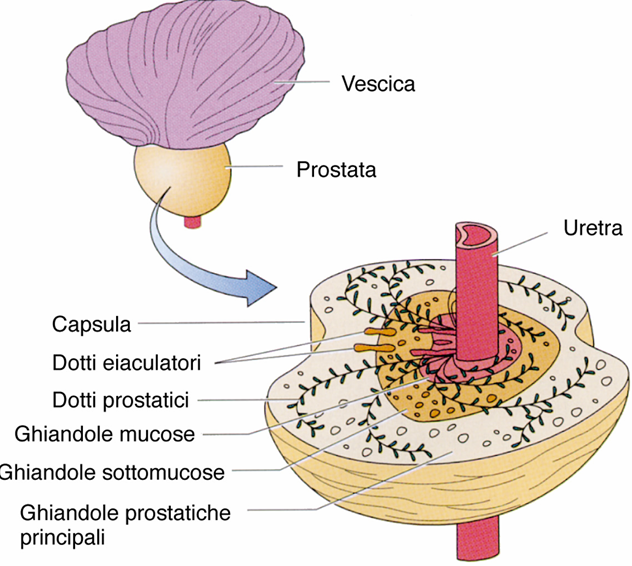 Vescica
Prostata
Uretra
Capsula
Dotti eiaculatori
Dotti prostatici
Ghiandole mucose
Ghiandole sottomucose
Ghiandole prostatiche
principali